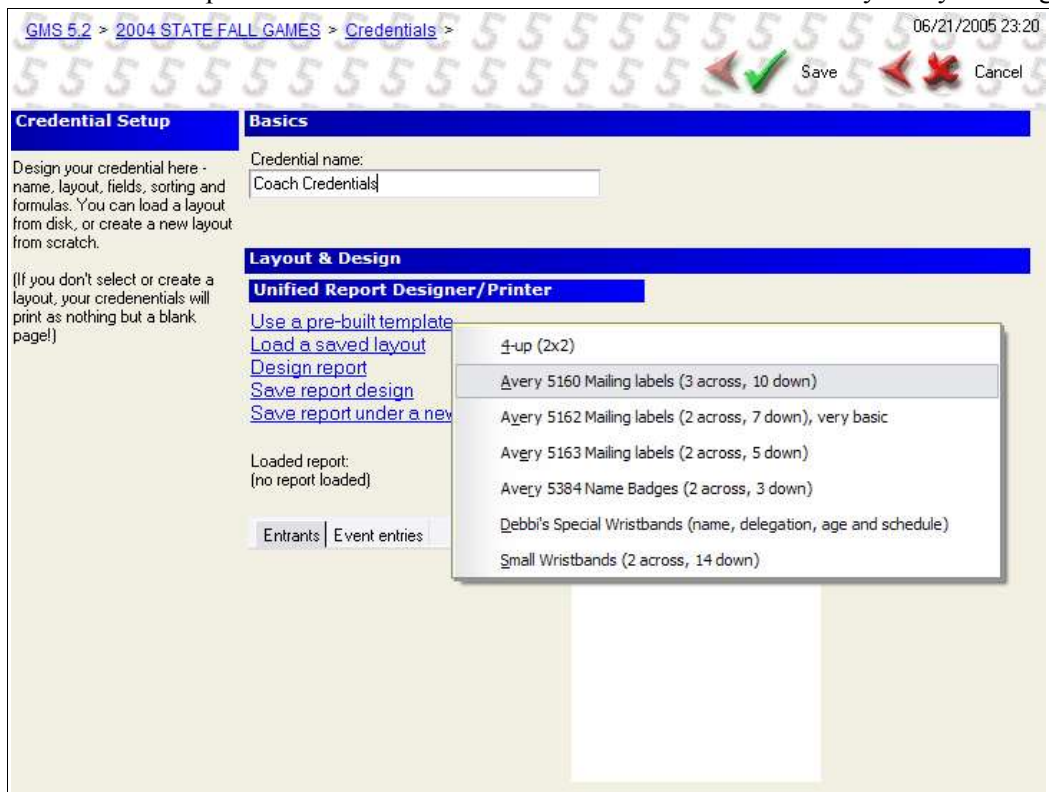 GMS 5.2 > 2004 STATE FALL GAMES > Credentials >
06/21/2005 23:20
Save
Cancel
Credential Setup
Design your credential here -
name, layout, fields, sorting and
formulas. You can load a layout
from disk, or create a new layout
from scratch.
(If you don't select or create a
layout, your credenentials will
print as nothing but a blank
page!)
Basics
Credential name:
Coach Credentials
Layout & Design
Unified Report Designer/Printer
Use a pre-built template
Load a saved layout
Design report
Save report design
Save report under a new
Loaded report:
(no report loaded)
Entrants
Event entries
4-up (2x2)
Avery 5160 Mailing labels (3 across, 10 down)
Avery 5162 Mailing labels (2 across, 7 down), very basic
Avery 5163 Mailing labels (2 across, 5 down)
Avery 5384 Name Badges (2 across, 3 down)
Debbi's Special Wristbands (name, delegation, age and schedule)
Small Wristbands (2 across, 14 down)